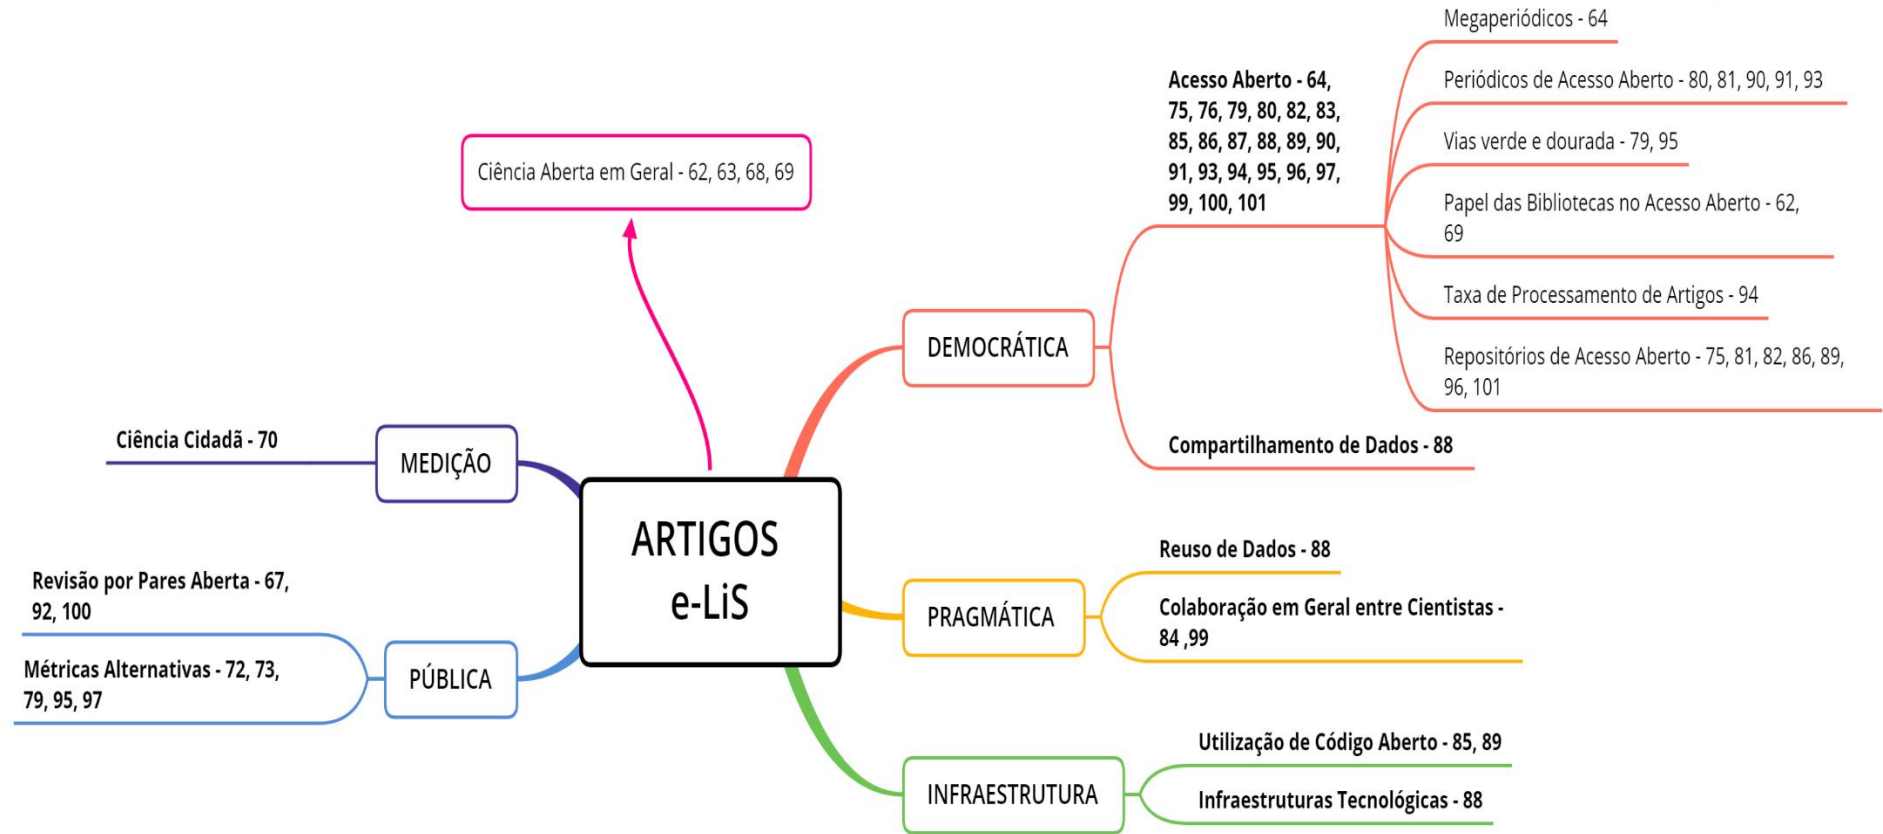 Megaperiódicos - 64
Periódicos de Acesso Aberto - 80, 81, 90, 91, 93
Vias verde e dourada - 79, 95
Papel das Bibliotecas no Acesso Aberto - 62,
69
Taxa de Processamento de Artigos - 94
Repositórios de Acesso Aberto - 75, 81, 82, 86, 89,
96, 101
Acesso Aberto - 64,
75, 76, 79, 80, 82, 83,
85, 86, 87, 88, 89, 90,
91, 93, 94, 95, 96, 97,
99, 100, 101
Compartilhamento de Dados - 88
DEMOCRÁTICA
Ciência Aberta em Geral - 62, 63, 68, 69
Ciência Cidadã - 70
MEDIÇÃO
ARTIGOS
e-LiS
Revisão por Pares Aberta - 67,
92, 100
Métricas Alternativas - 72, 73,
79, 95, 97
PÚBLICA
PRAGMÁTICA
Reuso de Dados - 88
Colaboração em Geral entre Cientistas -
84 ,99
INFRAESTRUTURA
Utilização de Código Aberto - 85, 89
Infraestruturas Tecnológicas - 88